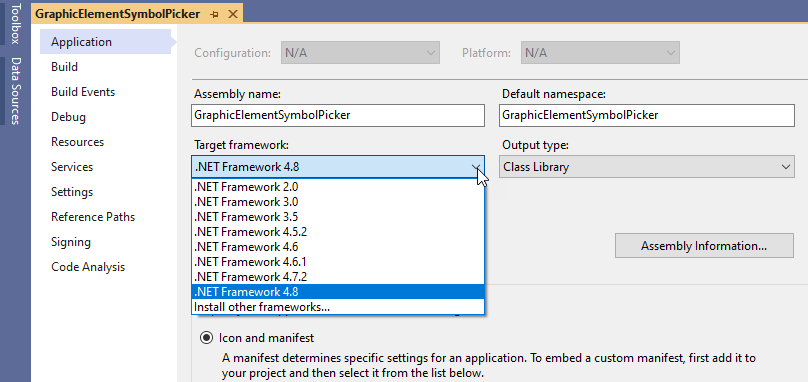 Toolbox
Data Sources
GraphicElementSymbolPicker
Application
Build
Build Events
Debug
Resources
Services
Settings
Reference Paths
Signing
Code Analysis
Configuration: N/A Platform: N/A
Assembly name: Default namespace:
GraphicElementSymbolPicker GraphicElementSymbolPicker
Target framework: Output type:
.NET Framework 4.8 Class Library
.NET Framework 2.0
.NET Framework 3.0
.NET Framework 3.5
.NET Framework 4.5.2
.NET Framework 4.6
.NET Framework 4.6.1
.NET Framework 4.7.2
.NET Framework 4.8
Install other frameworks...
Assembly Information...
Icon and manifest
A manifest determines specific settings for an application. To embed a custom manifest, first add it to
your project and then select it from the list below.